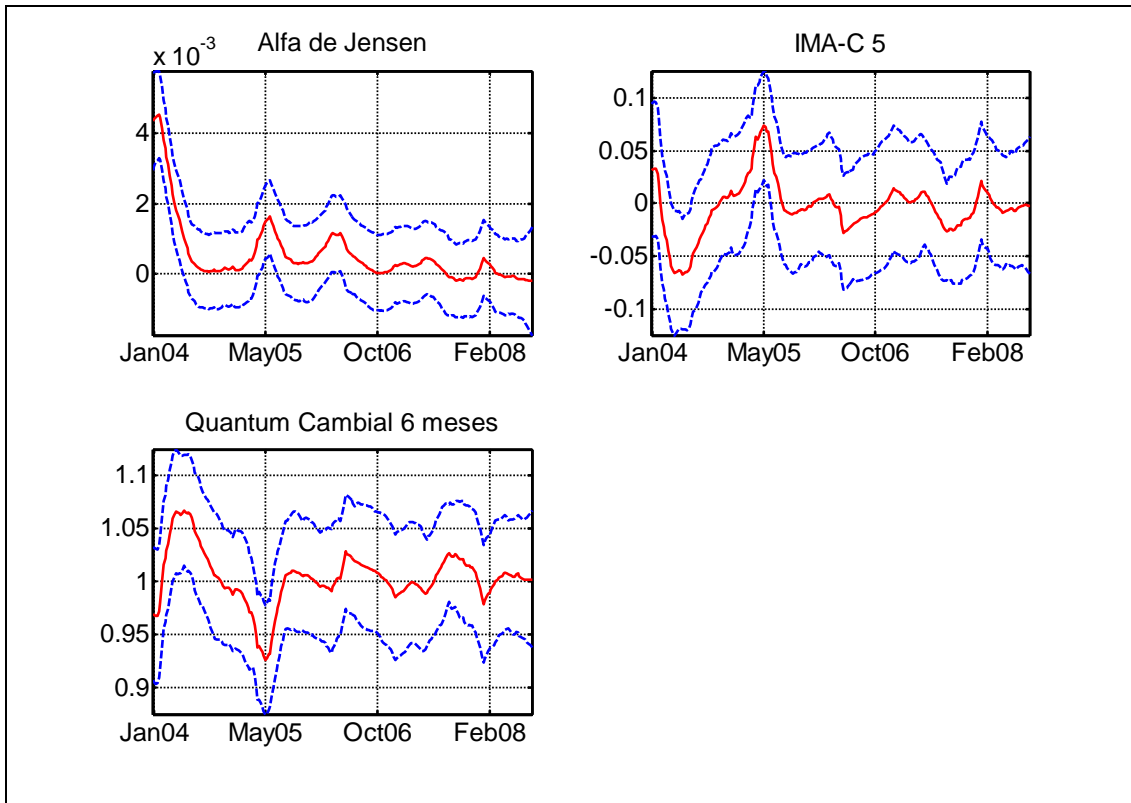 Alfa de Jensen
x 10^-3
4
2
0
Jan04 May05 Oct06 Feb08
IMA-C 5
0.1
0.05
0
-0.05
-0.1
Jan04 May05 Oct06 Feb08
Quantum Cambial 6 meses
1.1
1.05
1
0.95
0.9
Jan04 May05 Oct06 Feb08